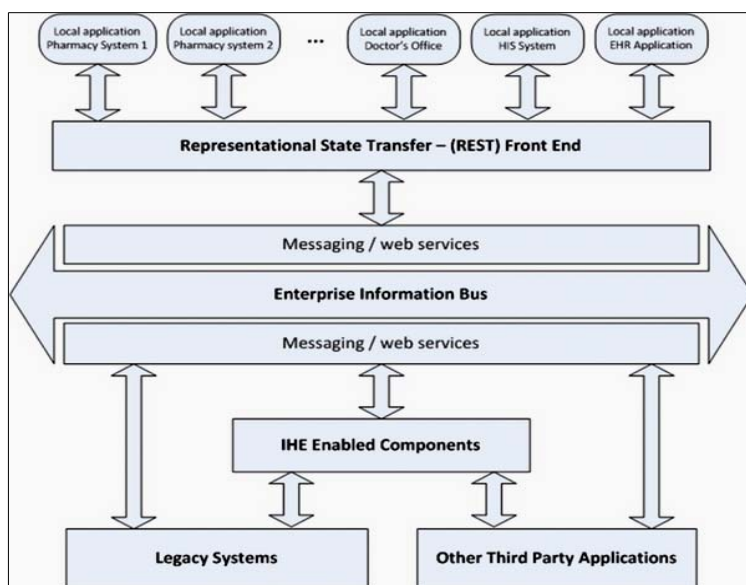 Local application
Pharmacy System 1
Local application
Pharmacy system 2
...
Local application
Doctor's Office
Local application
HIS System
Local application
EHR Application
Representational State Transfer – (REST) Front End
Messaging / web services
Enterprise Information Bus
Messaging / web services
IHE Enabled Components
Legacy Systems
Other Third Party Applications